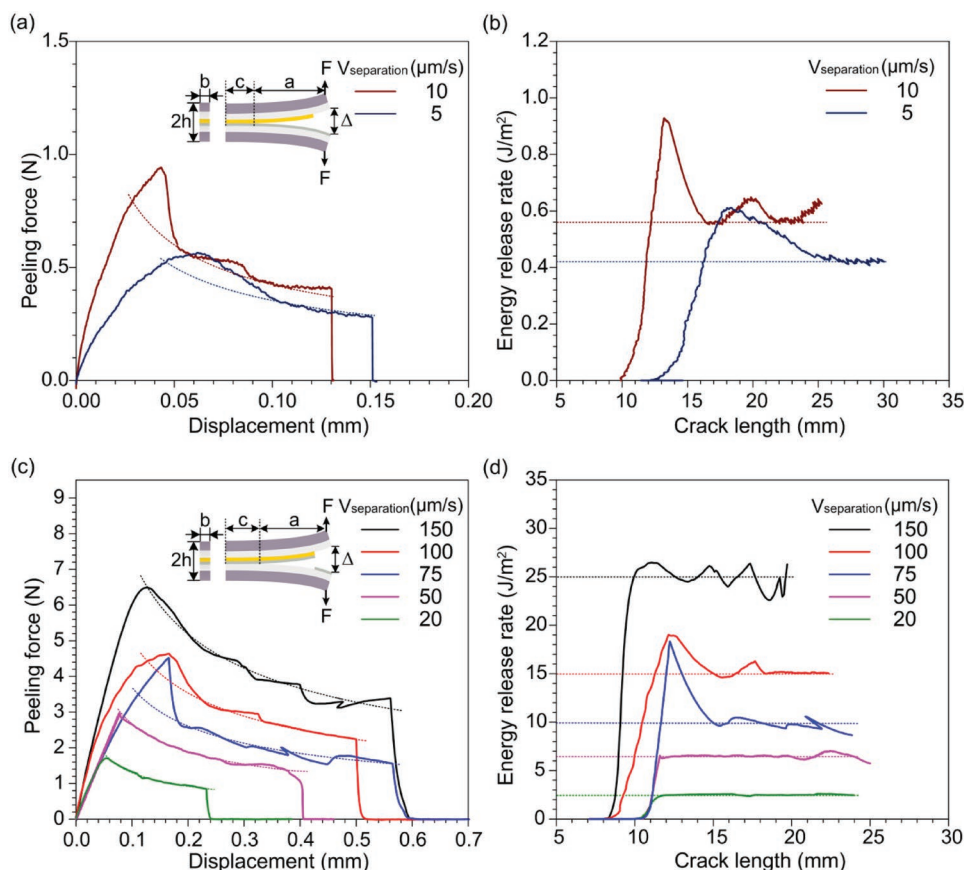 (a)
1.5
1.0
0.5
0.0
Peeling force (N)
0.00 0.05 0.10 0.15 0.20
Displacement (mm)
Vseparation(μm/s)
10
5
b
c
a
F
2h
Δ
F
(b)
1.2
1.0
0.8
0.6
0.4
0.2
0.0
Energy release rate (J/m²)
5 10 15 20 25 30 35
Crack length (mm)
Vseparation(μm/s)
10
5
(c)
9
8
7
6
5
4
3
2
1
0
Peeling force (N)
0.0 0.1 0.2 0.3 0.4 0.5 0.6 0.7
Displacement (mm)
Vseparation(μm/s)
150
100
75
50
20
b
c
a
F
2h
Δ
F
(d)
35
30
25
20
15
10
5
0
Energy release rate (J/m²)
5 10 15 20 25 30
Crack length (mm)
Vseparation(μm/s)
150
100
75
50
20